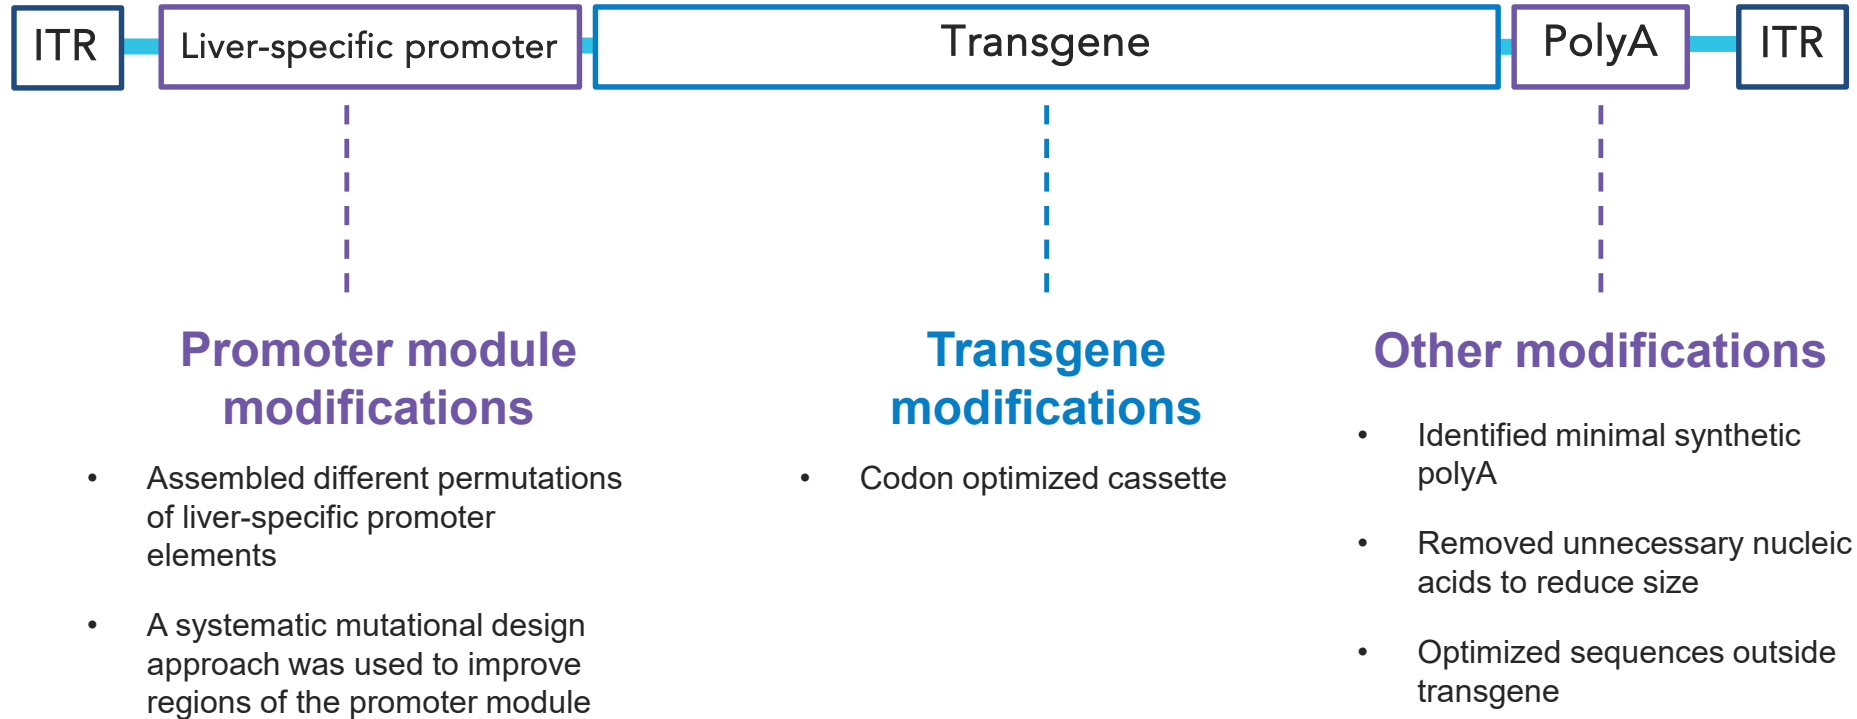 ITR
Liver-specific promoter
Transgene
PolyA
ITR
Promoter module
modifications
• Assembled different permutations
of liver-specific promoter
elements
• A systematic mutational design
approach was used to improve
regions of the promoter module
Transgene
modifications
• Codon optimized cassette
Other modifications
• Identified minimal synthetic
polyA
• Removed unnecessary nucleic
acids to reduce size
• Optimized sequences outside
transgene